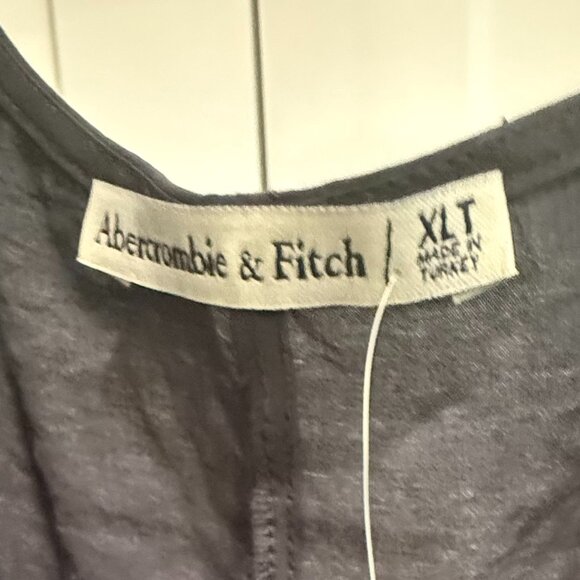 Abercrombie & Fitch / XLT
MADE IN
TURKEY